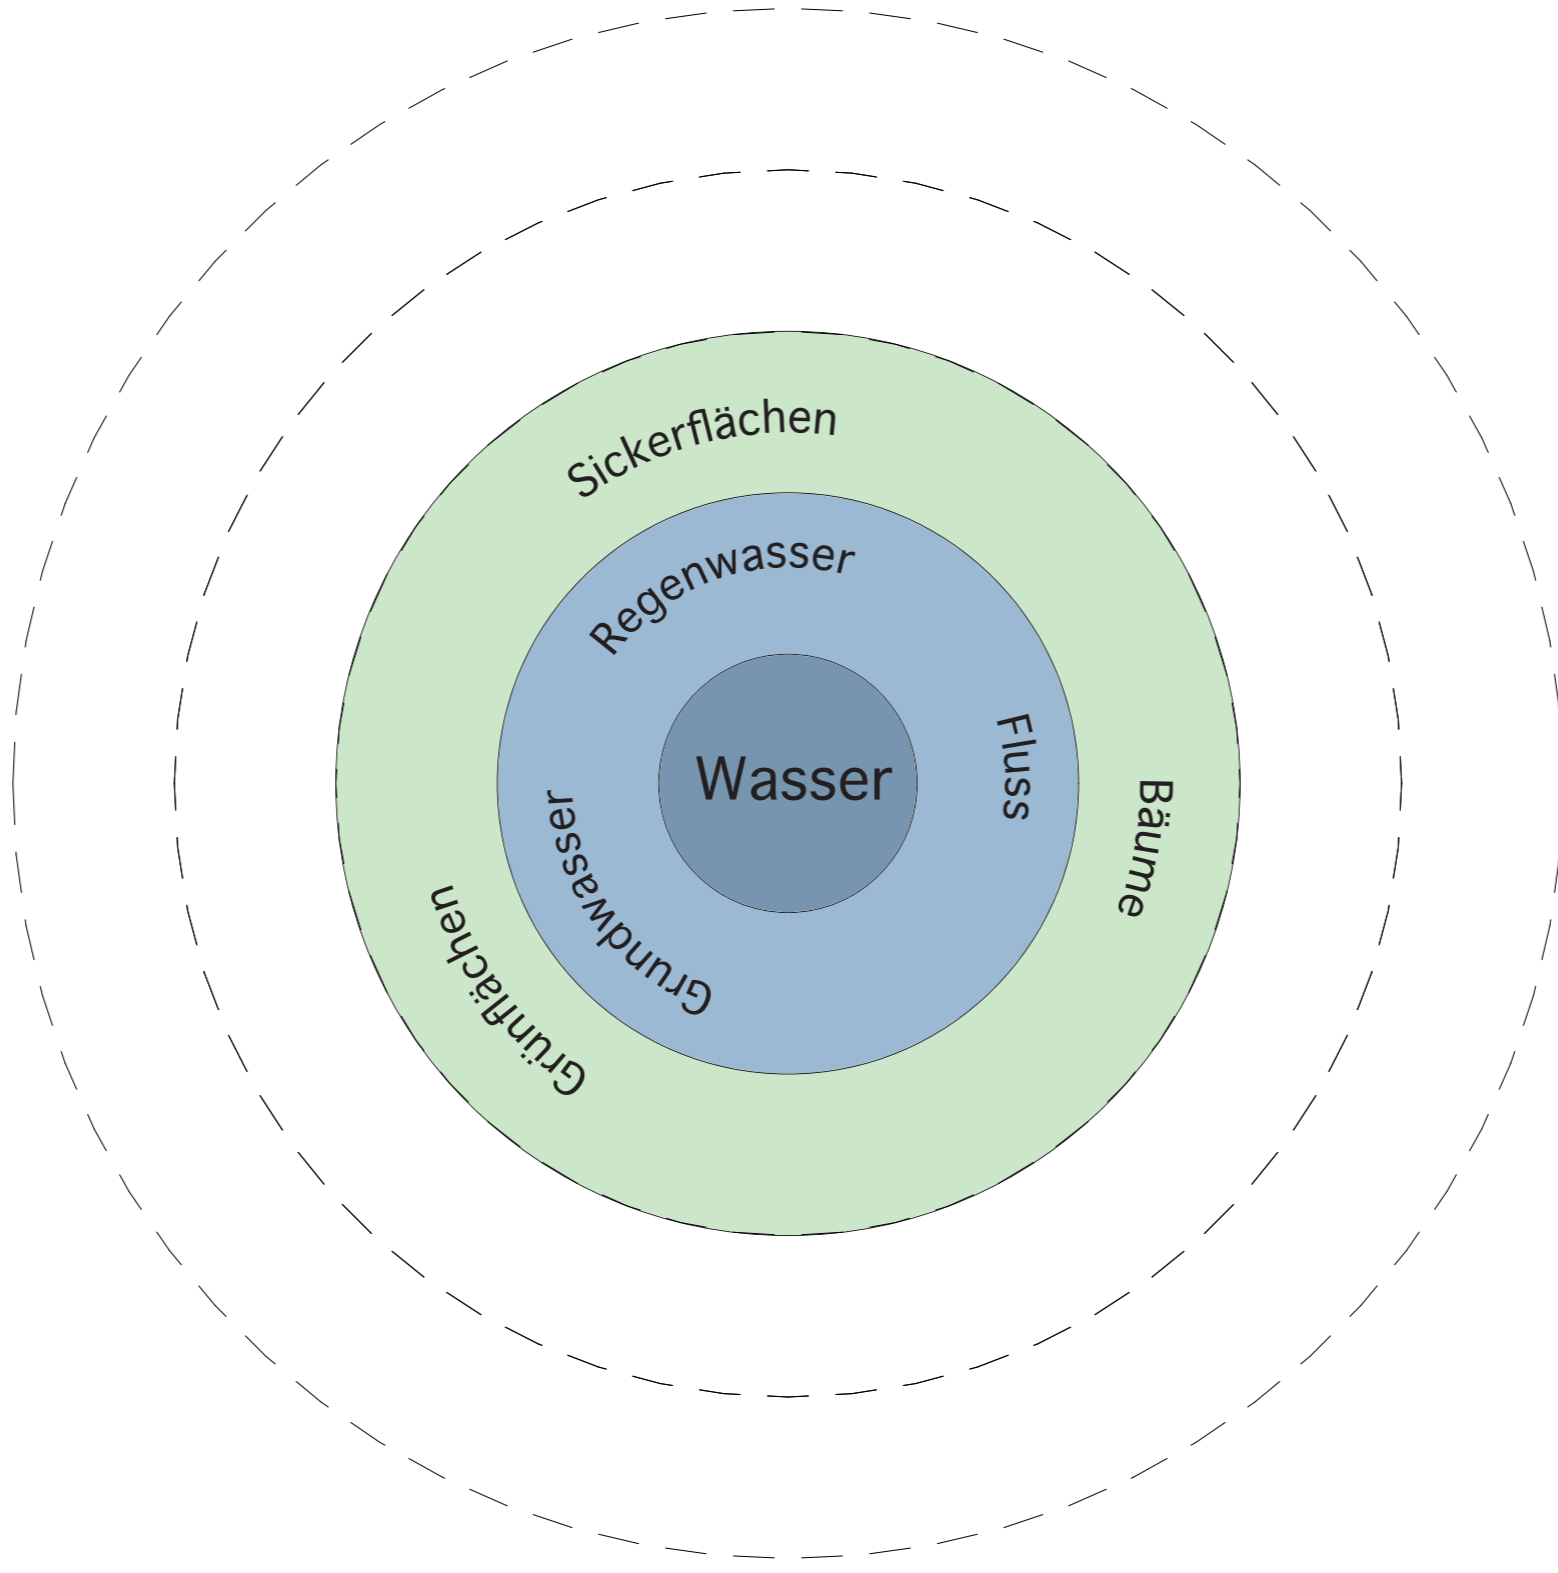 Sickerflächen
Regenwasser
Fluss
Wasser
Bäume
Grundwasser
Grünflächen